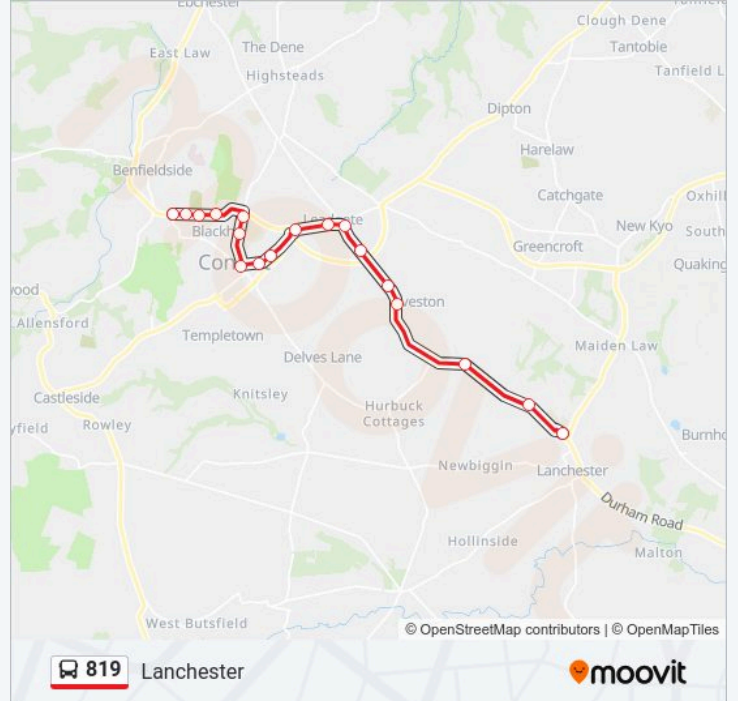 Ebchester
Clough Dene
The Dene
East Law
Tantobie
Highsteads
Tanfield L
Dipton
Harelaw
Benfieldside
Catchgate
Oxhil
New Kyo
South
Greencroft
Quaking
Allensford
Templetown
Maiden Law
Delves Lane
Castleside
Knitsley
Hurbuck
Cottages
Rowley
Burnho
Newbiggin
Lanchester
Durham Road
Hollinside
Malton
West Butsfield
© OpenStreetMap contributors | © OpenMapTiles
819 Lanchester
moovit